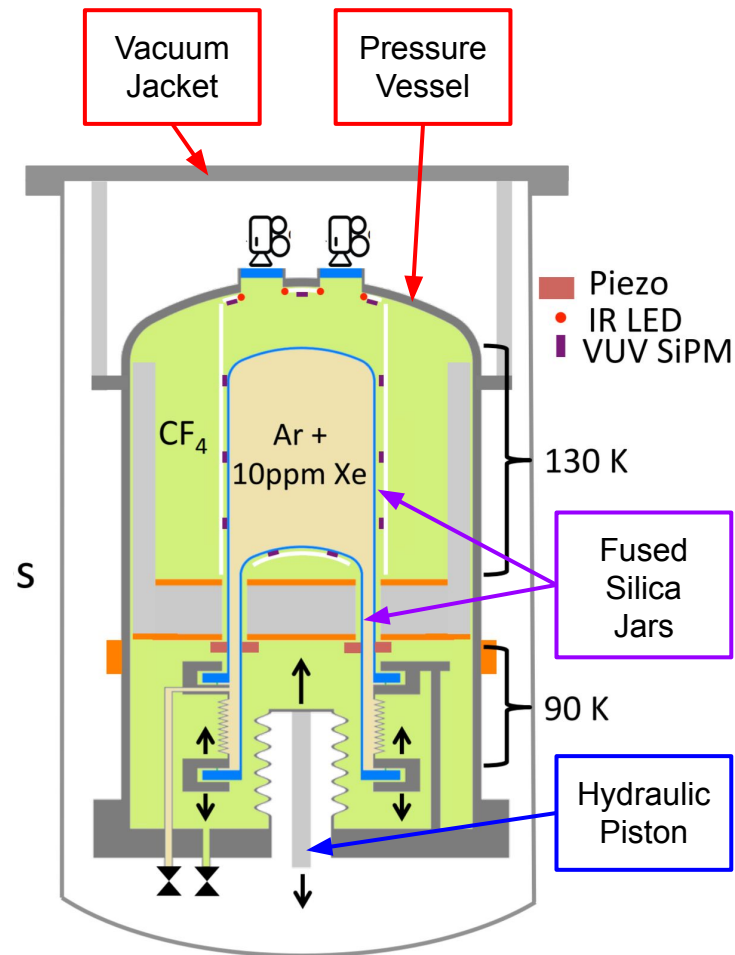 Vacuum
Jacket
Pressure
Vessel
Piezo
IR LED
VUV SiPM
CF₄
Ar +
10ppm Xe
130 K
S
Fused
Silica
Jars
90 K
Hydraulic
Piston